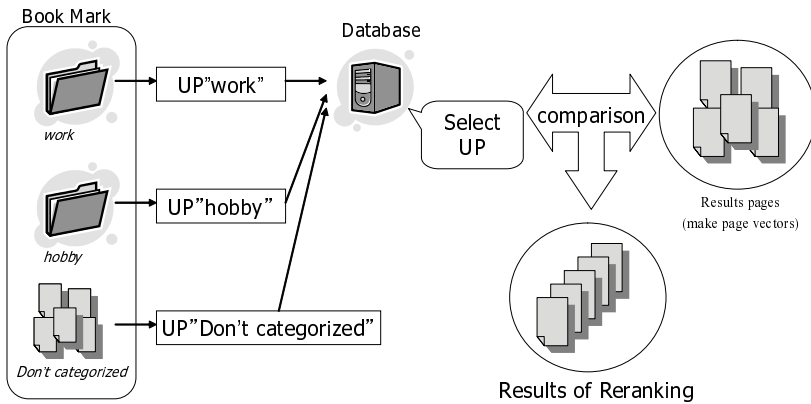 Book Mark
work
hobby
Don't categorized
UP"work"
UP"hobby"
UP"Don't categorized"
Database
Select
UP
comparison
Results pages
(make page vectors)
Results of Reranking